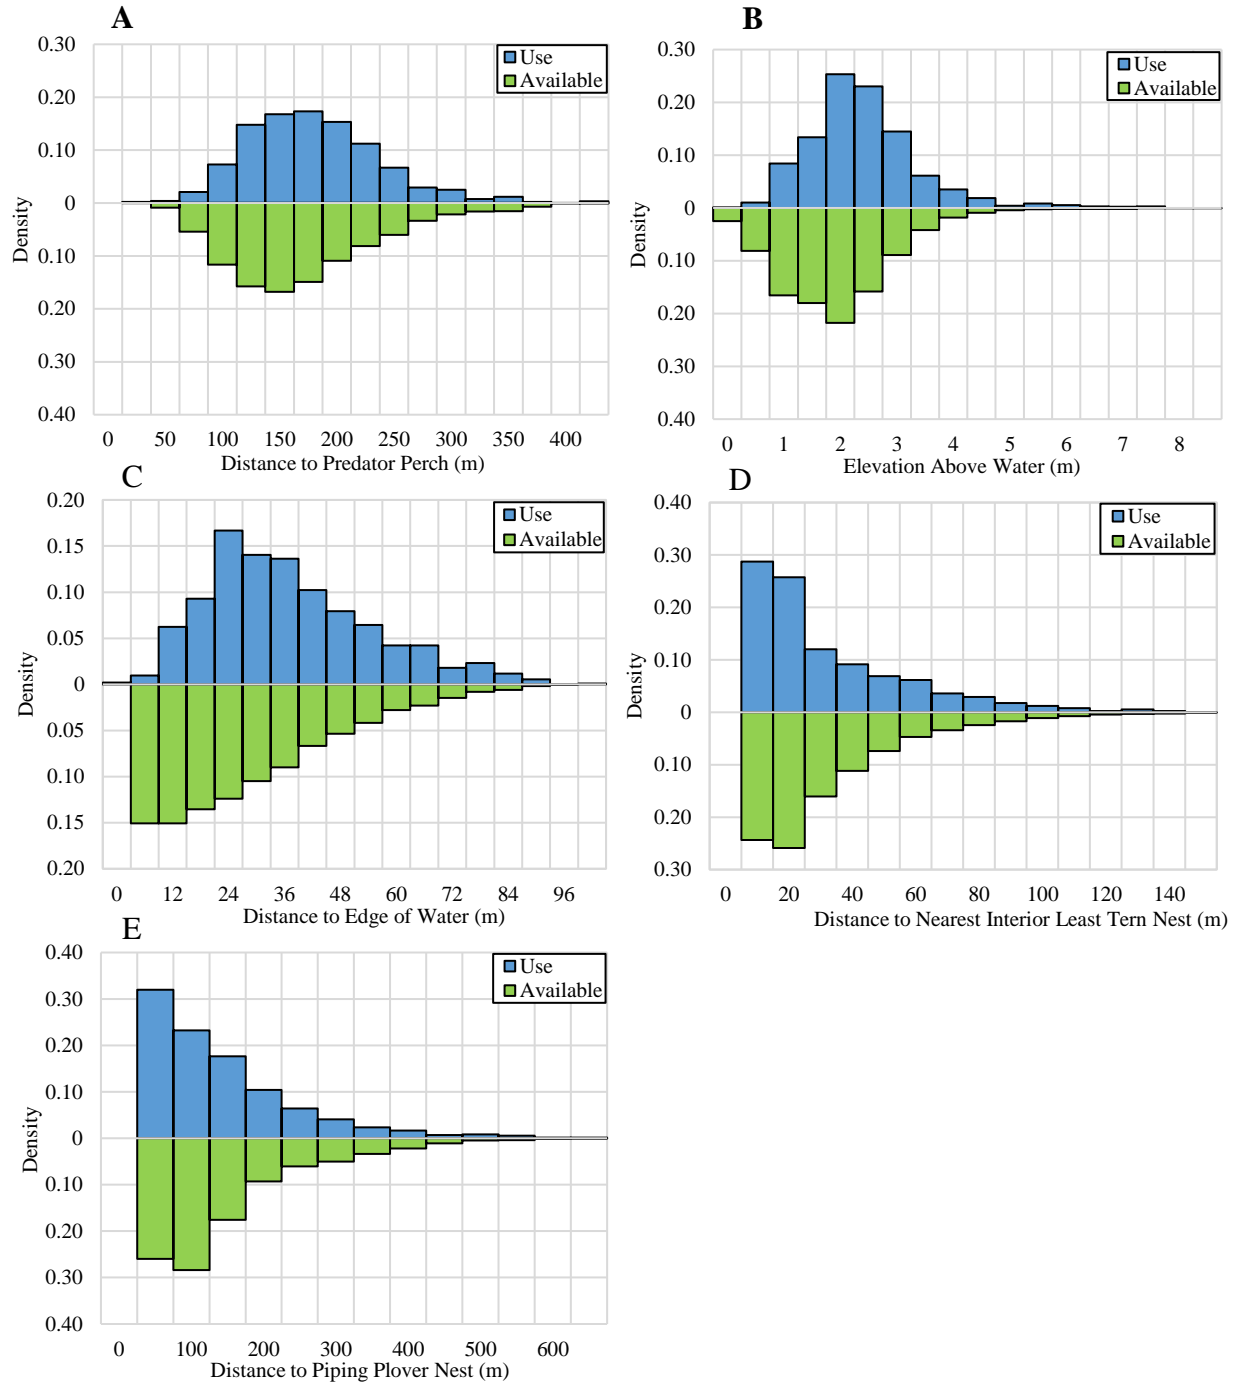 A
0.30
0.20
0.10
0
0.10
0.20
0.30
0.40
Density
Use
Available
0 50 100 150 200 250 300 350 400
Distance to Predator Perch (m)
B
0.30
0.20
0.10
0
0.10
0.20
0.30
0.40
Density
Use
Available
0 1 2 3 4 5 6 7 8
Elevation Above Water (m)
C
0.20
0.15
0.10
0.05
0
0.05
0.10
0.15
0.20
Density
Use
Available
0 12 24 36 48 60 72 84 96
Distance to Edge of Water (m)
D
0.40
0.30
0.20
0.10
0
0.10
0.20
0.30
Density
Use
Available
0 20 40 60 80 100 120 140
Distance to Nearest Interior Least Tern Nest (m)
E
0.40
0.30
0.20
0.10
0
0.10
0.20
0.30
0.40
Density
Use
Available
0 100 200 300 400 500 600
Distance to Piping Plover Nest (m)